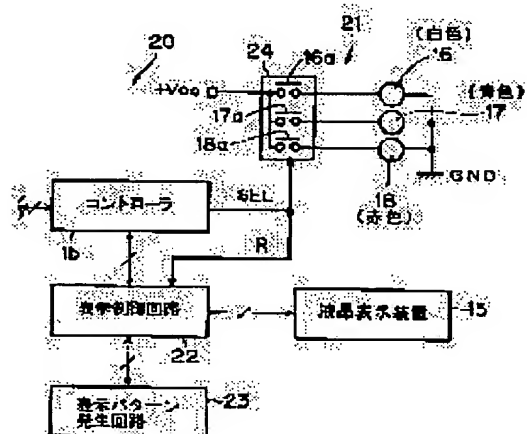 20
21
24
16a
(白色)
16
+VDD
17a
(青色)
17
18a
GND
18
(赤色)
コントローラ
SEL
1b
R
表示制御回路
22
液晶表示装置
15
表示パターン
発生回路
23